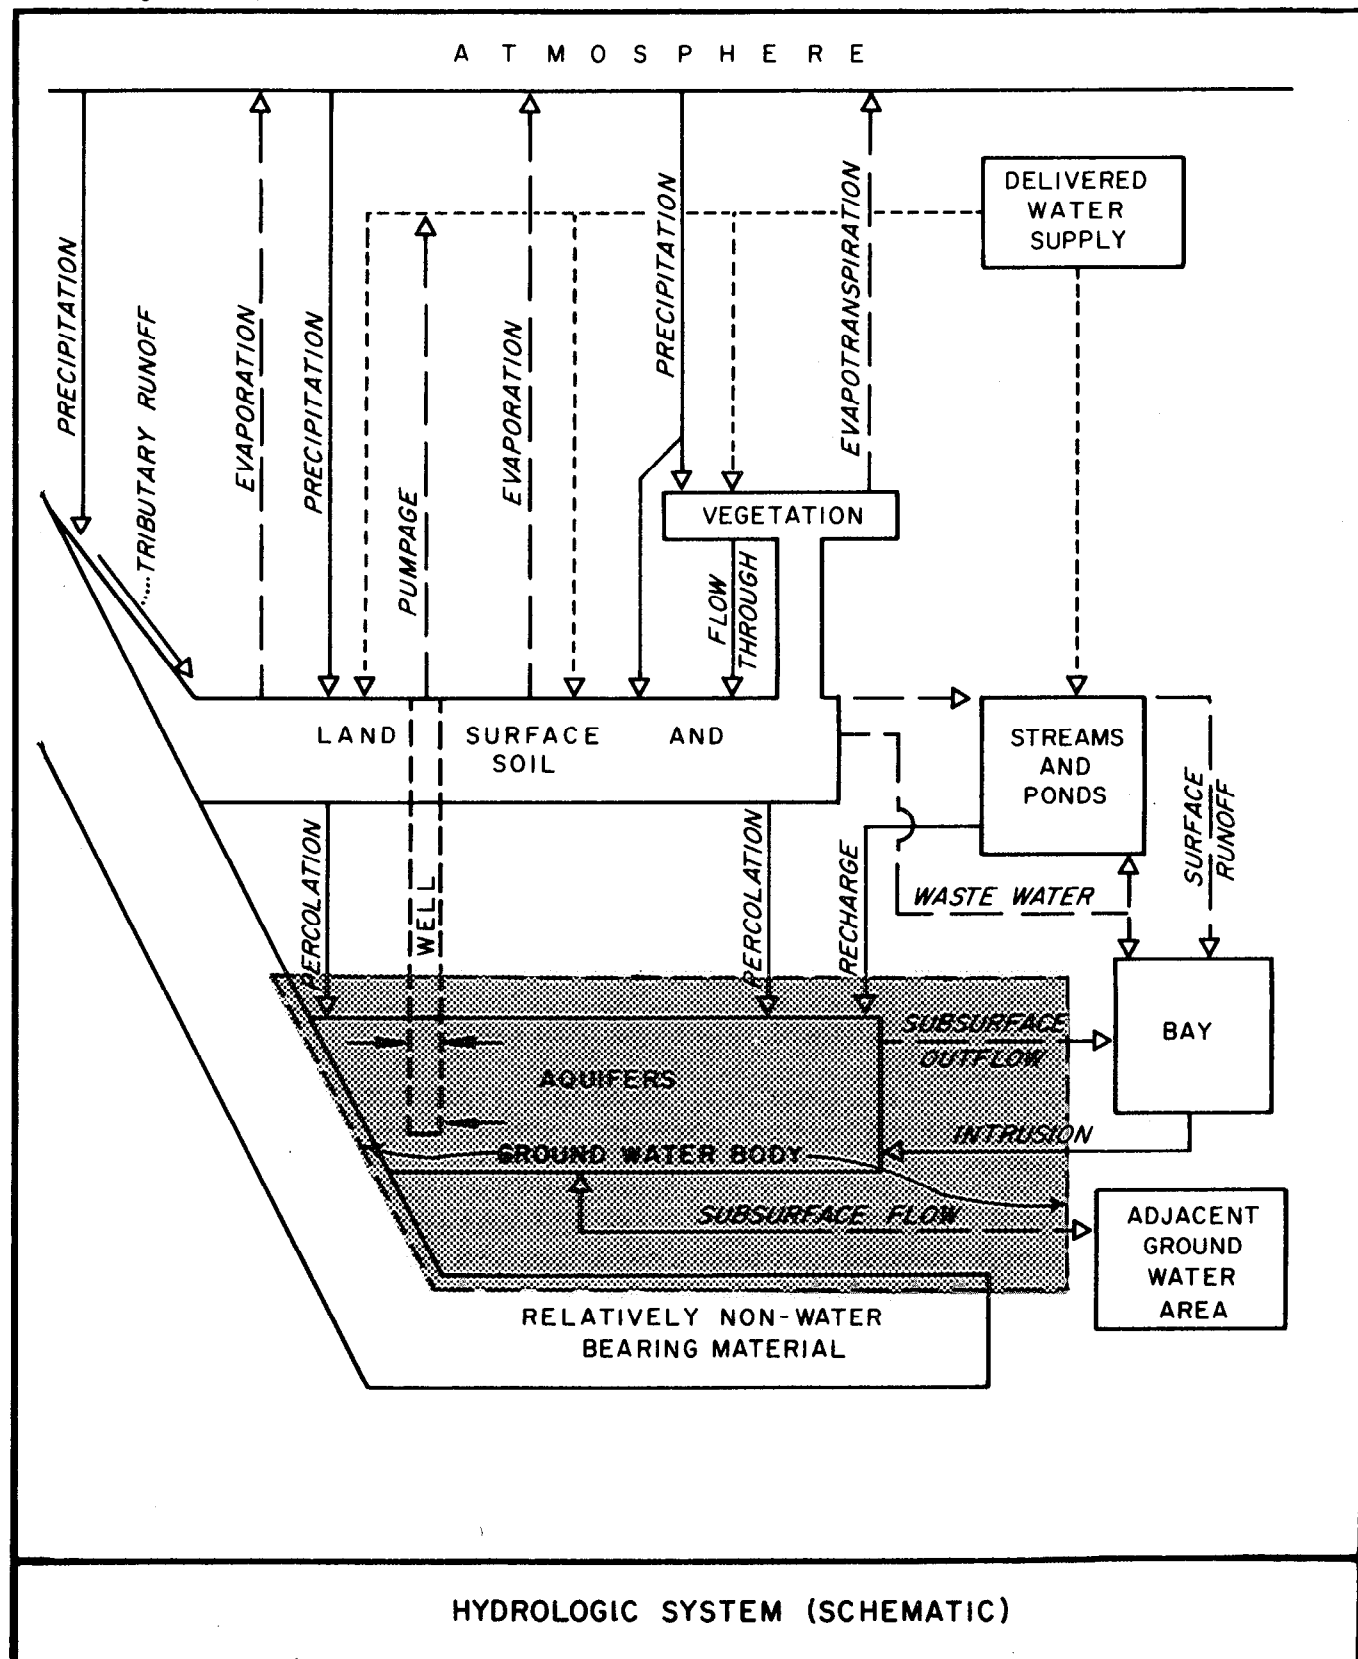 ATMOSPHERE
DELIVERED
WATER
SUPPLY
PRECIPITATION
TRIBUTARY RUNOFF
EVAPORATION
PRECIPITATION
PUMPAGE
EVAPORATION
PRECIPITATION
EVAPOTRANSPIRATION
VEGETATION
FLOW
THROUGH
LAND SURFACE AND
SOIL
STREAMS
AND
PONDS
SURFACE
RUNOFF
PERCOLATION
WELL
PERCOLATION
RECHARGE
WASTE WATER
SUBSURFACE
OUTFLOW
BAY
AQUIFERS
INTRUSION
GROUND WATER BODY
SUBSURFACE FLOW
ADJACENT
GROUND
WATER
AREA
RELATIVELY NON-WATER
BEARING MATERIAL
HYDROLOGIC SYSTEM (SCHEMATIC)